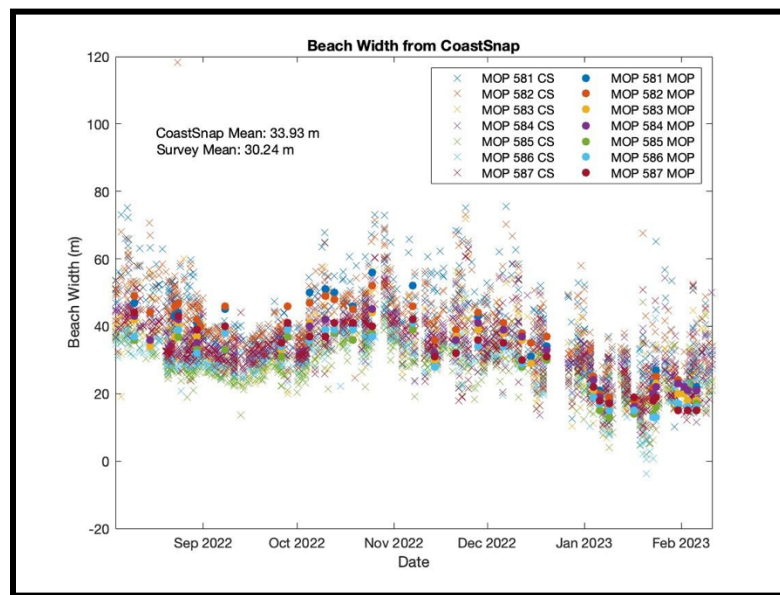 Beach Width from CoastSnap
120
100
80
60
40
20
0
-20
Beach Width (m)
CoastSnap Mean: 33.93 m
Survey Mean: 30.24 m
MOP 581 CS
MOP 582 CS
MOP 583 CS
MOP 584 CS
MOP 585 CS
MOP 586 CS
MOP 587 CS
MOP 581 MOP
MOP 582 MOP
MOP 583 MOP
MOP 584 MOP
MOP 585 MOP
MOP 586 MOP
MOP 587 MOP
Sep 2022
Oct 2022
Nov 2022
Dec 2022
Jan 2023
Feb 2023
Date